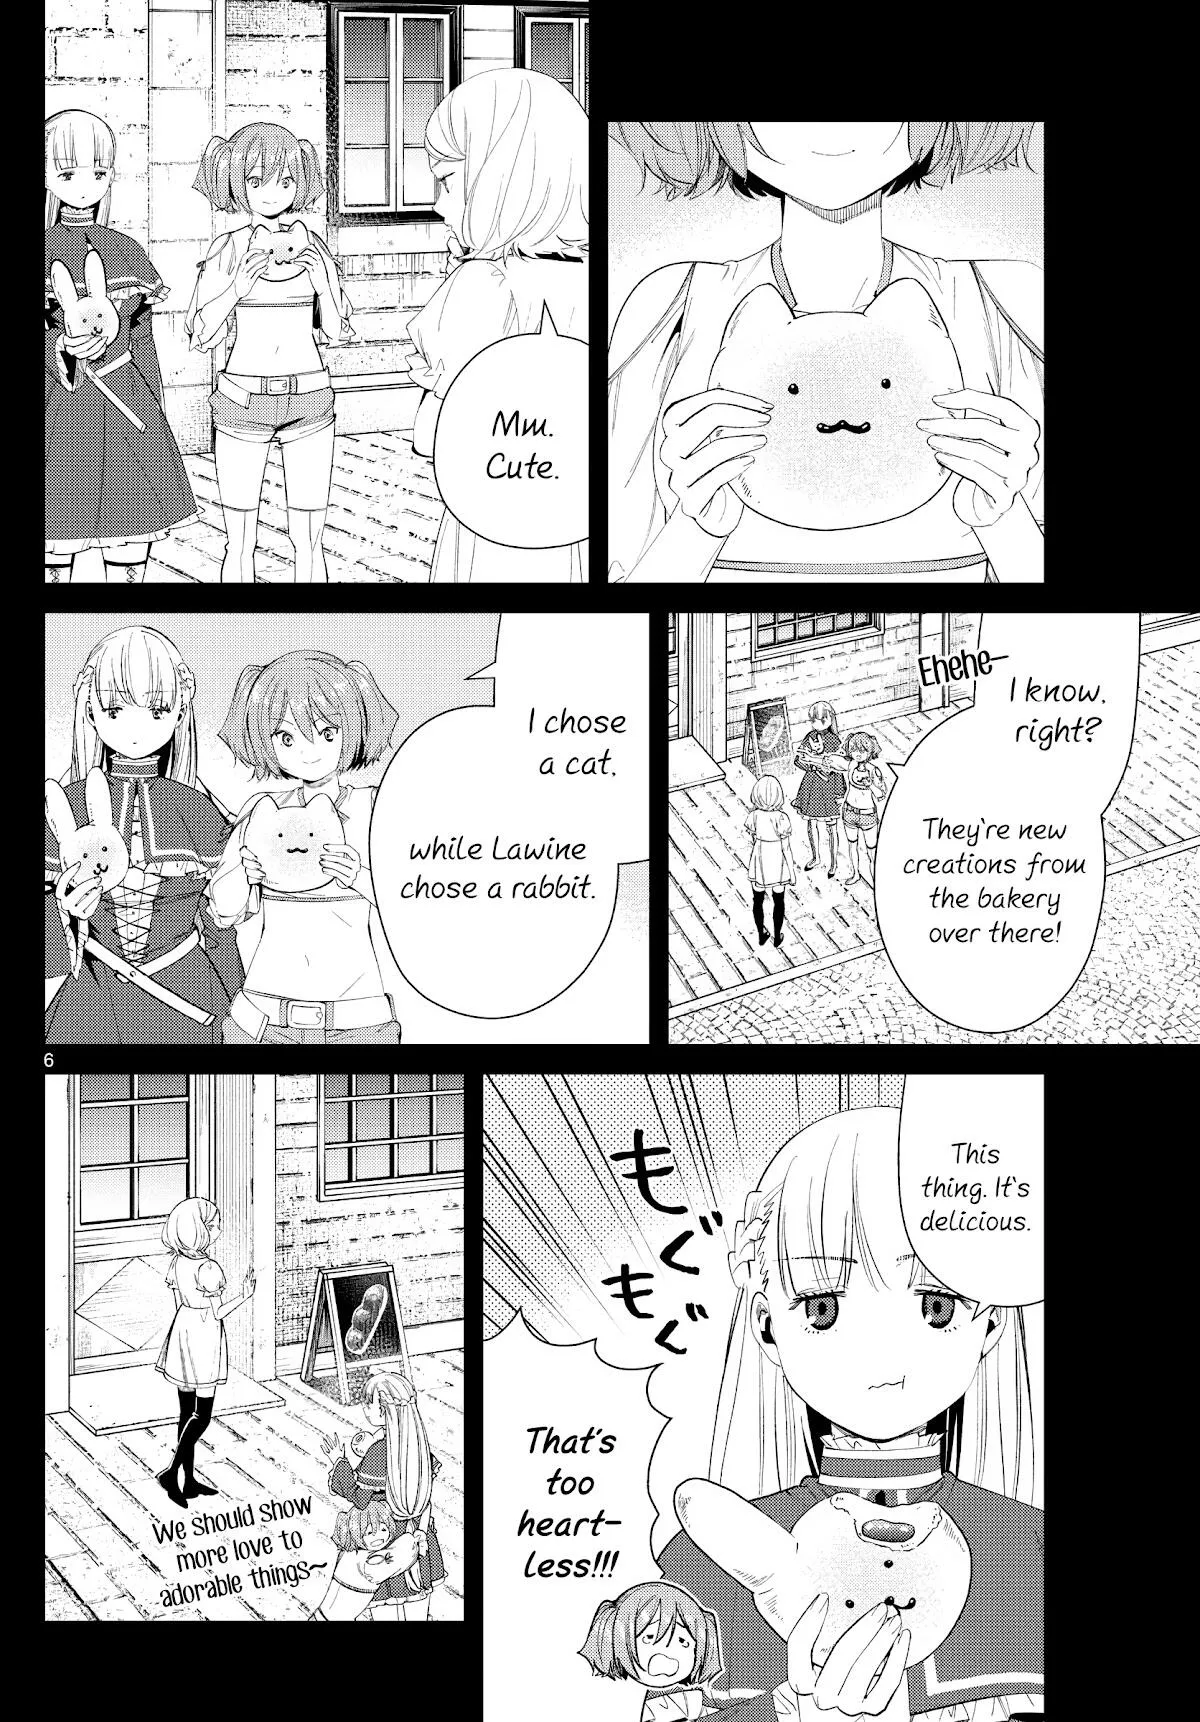 Mm.
Cute.
Ehehe—
I know,
right?
They're new
creations from
the bakery
over there!
I chose
a cat,
while Lawine
chose a rabbit.
6
This
thing. It's
delicious.
もぐもぐ
That's
too
heart-
less!!!
We should show
more love to
adorable things~